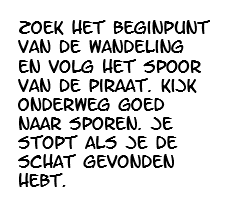 ZOEK HET BEGINPUNT
VAN DE WANDELING
EN VOLG HET SPOOR
VAN DE PIRAAT. KIJK
ONDERWEG GOED
NAAR SPOREN. JE
STOPT ALS JE DE
SCHAT GEVONDEN
HEBT.